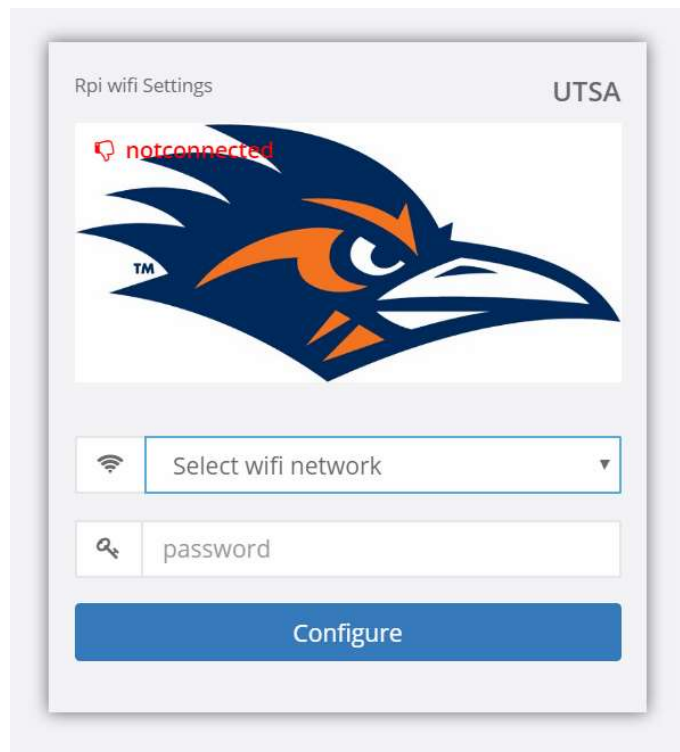 Rpi wifi Settings
UTSA
notconnected
TM
Select wifi network
password
Configure